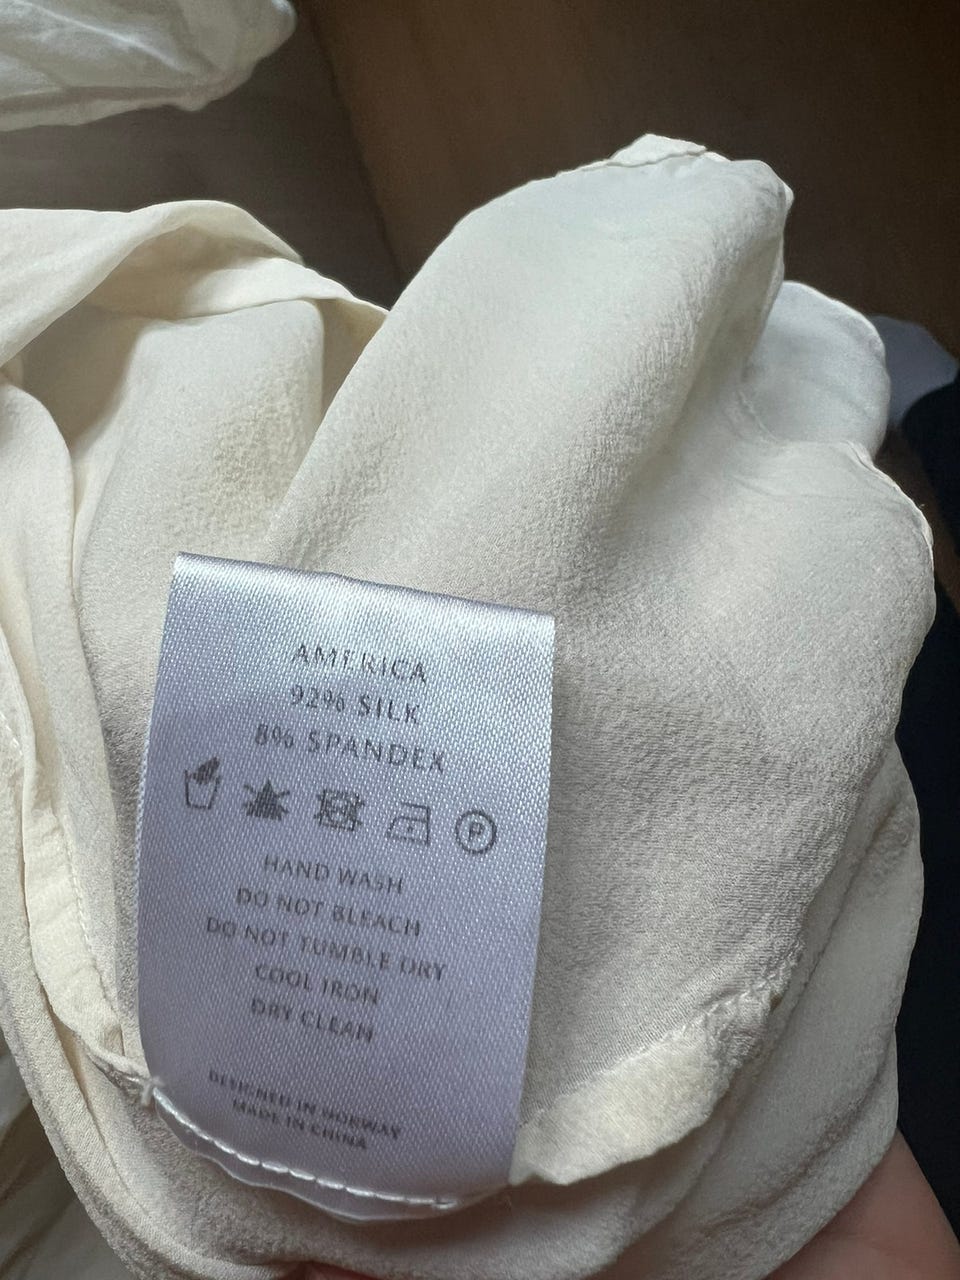 AMERICA
92% SILK
8% SPANDEX
P
HAND WASH
DO NOT BLEACH
DO NOT TUMBLE DRY
COOL IRON
DRY CLEAN
DESIGNED IN NORWAY
MADE IN CHINA